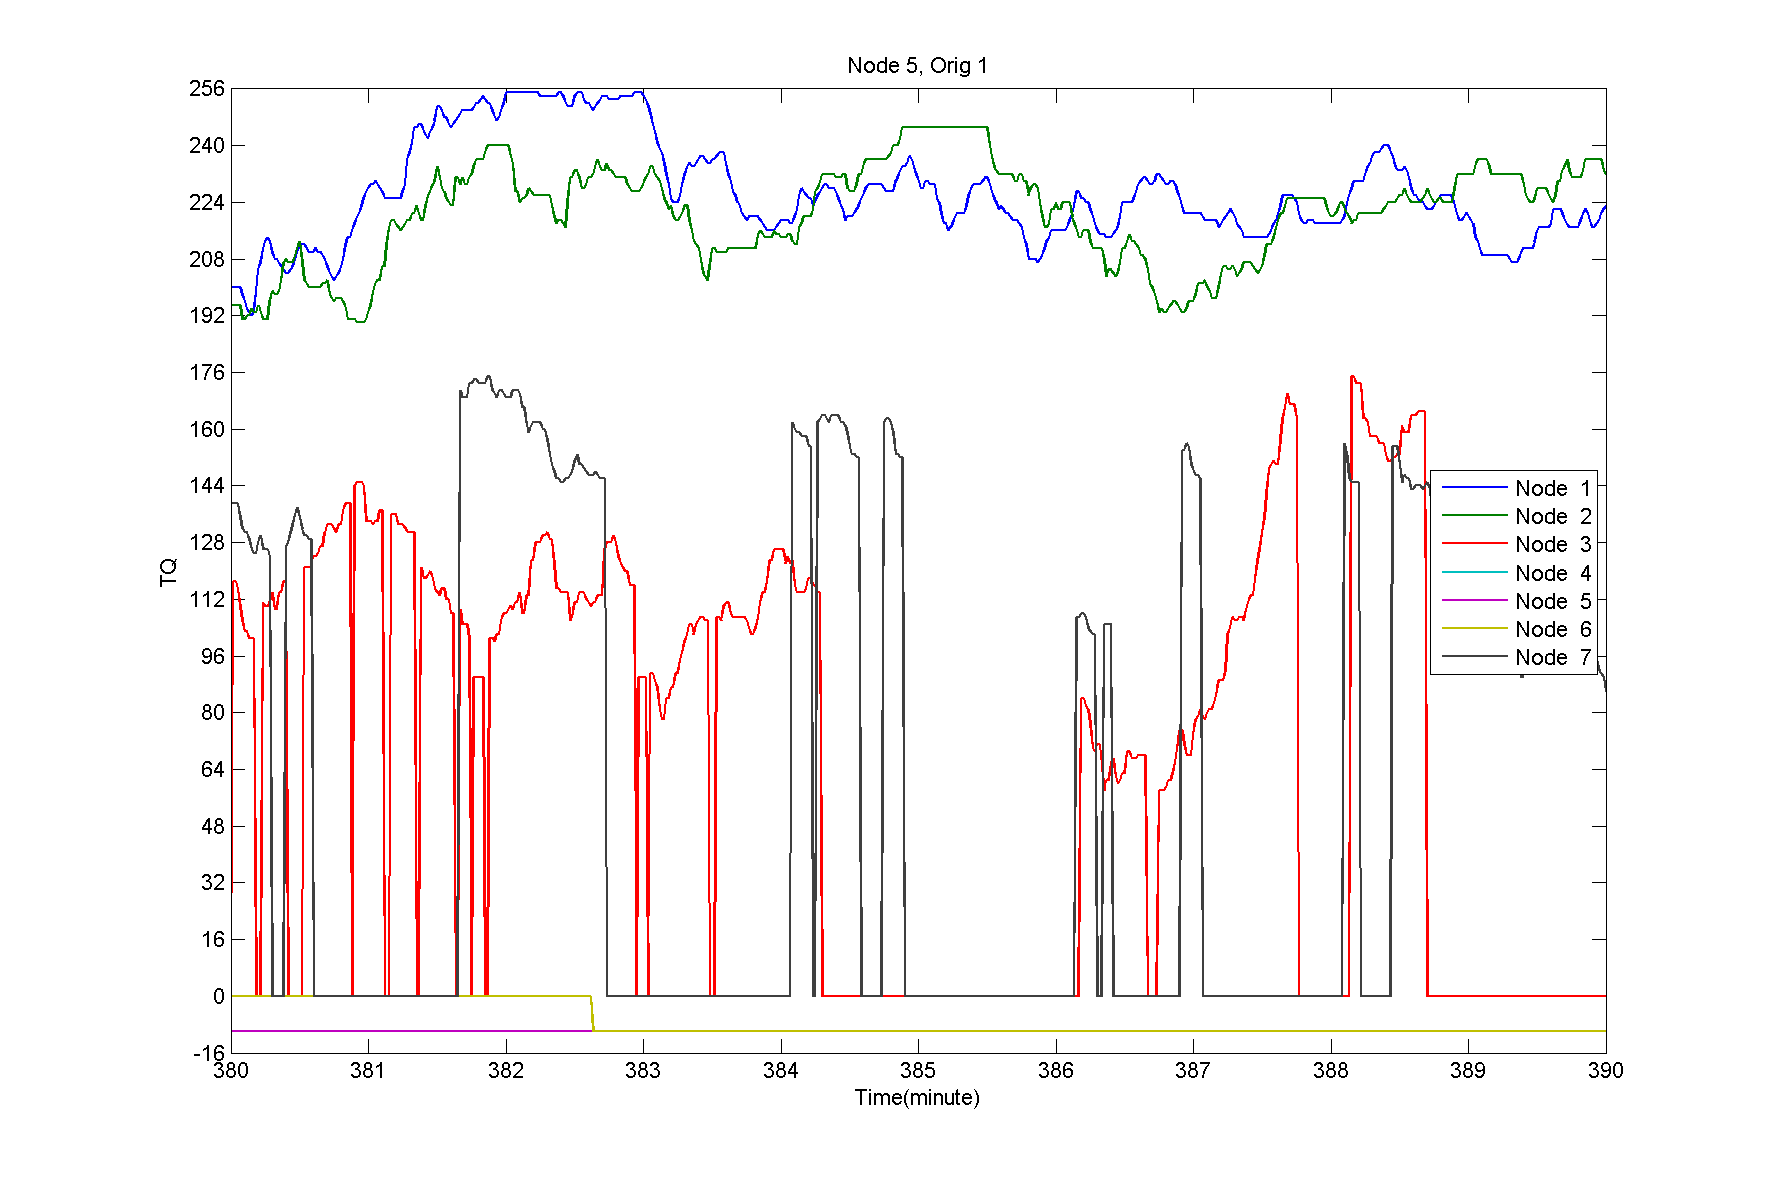 Node 5, Orig 1
256
240
224
208
192
176
160
144
128
112
96
80
64
48
32
16
0
-16
TQ
Node 1
Node 2
Node 3
Node 4
Node 5
Node 6
Node 7
380 381 382 383 384 385 386 387 388 389 390
Time(minute)